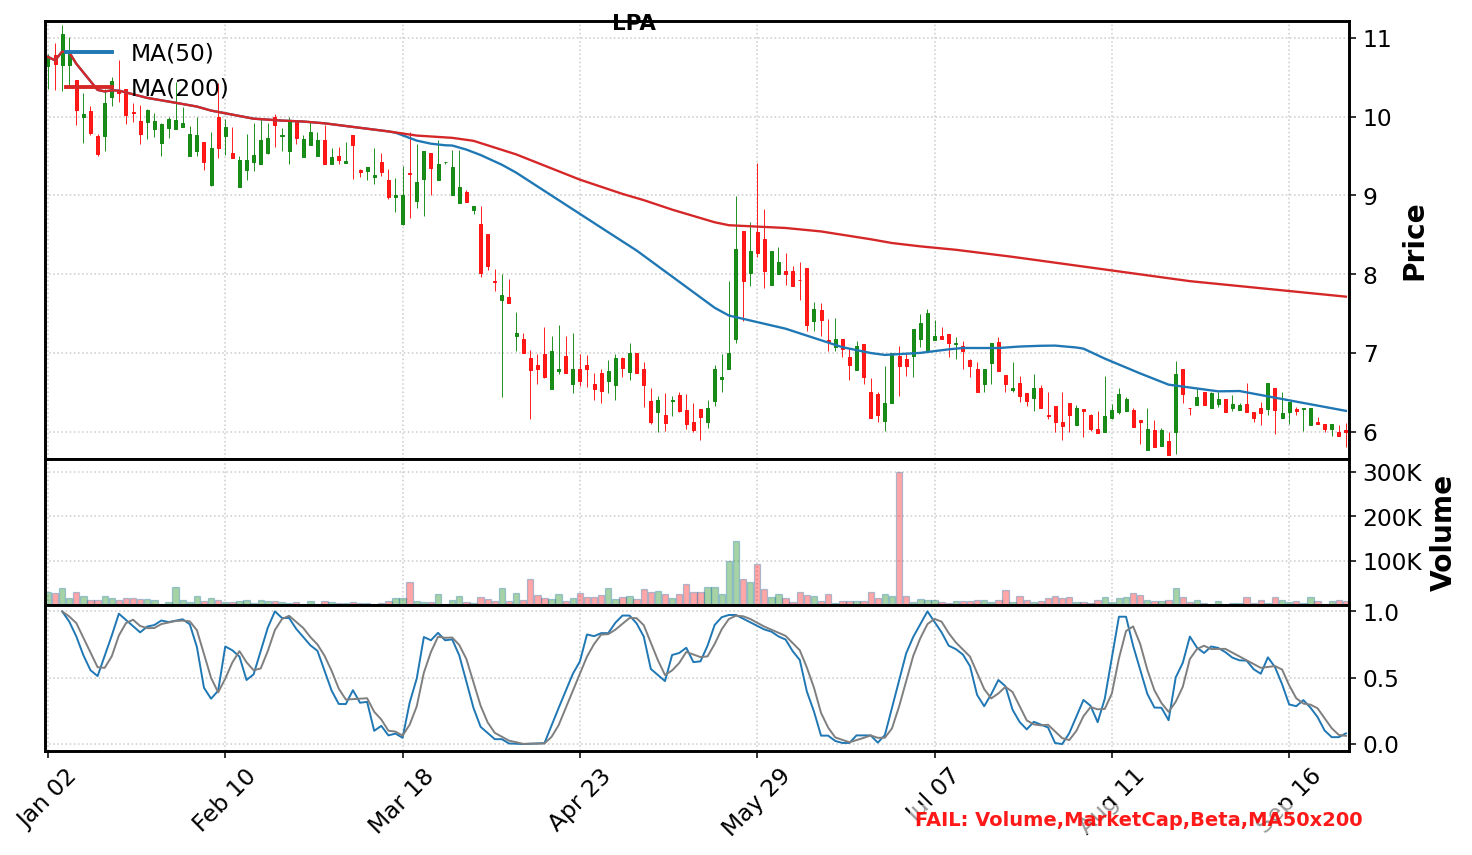 LPA
MA(50)
MA(200)
11
10
9
8
7
6
Price
300K
200K
100K
Volume
1.0
0.5
0.0
Jan 02
Feb 10
Mar 18
Apr 23
May 29
Jul 07
Aug 11
Sep 16
FAIL: Volume,MarketCap,Beta,MA50x200